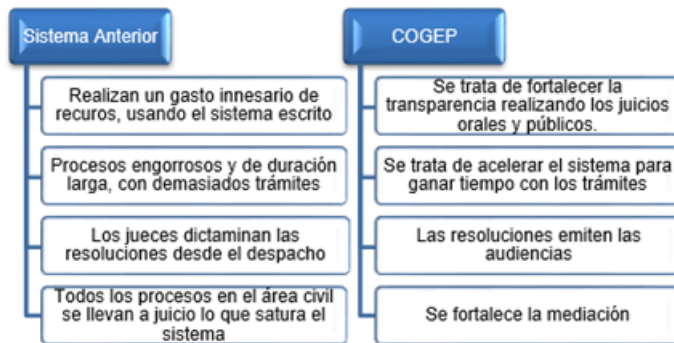 Sistema Anterior
Realizan un gasto innesario de
recuros, usando el sistema escrito
Procesos engorrosos y de duración
larga, con demasiados trámites
Los jueces dictaminan las
resoluciones desde el despacho
Todos los procesos en el área civil
se llevan a juicio lo que satura el
sistema
COGEP
Se trata de fortalecer la
transparencia realizando los juicios
orales y públicos.
Se trata de acelerar el sistema para
ganar tiempo con los trámites
Las resoluciones emiten las
audiencias
Se fortalece la mediación